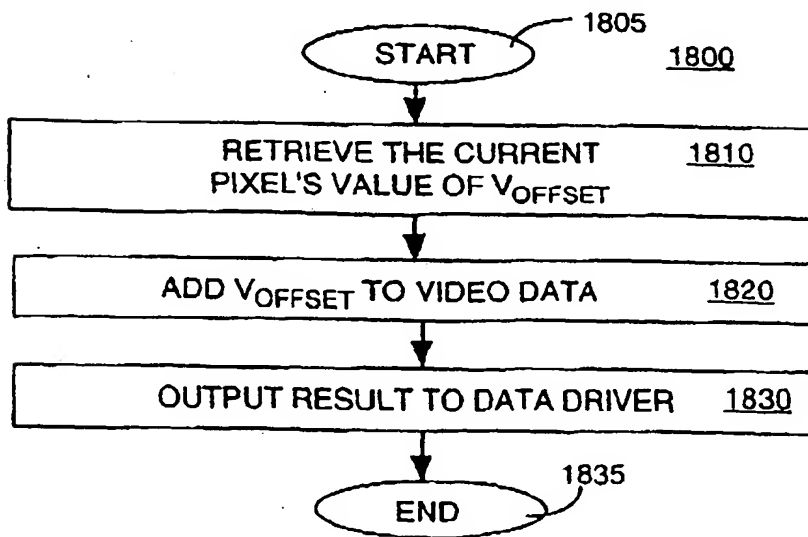 1805
START
1800
RETRIEVE THE CURRENT 1810
PIXEL'S VALUE OF VOFFSET
ADD VOFFSET TO VIDEO DATA 1820
OUTPUT RESULT TO DATA DRIVER 1830
1835
END